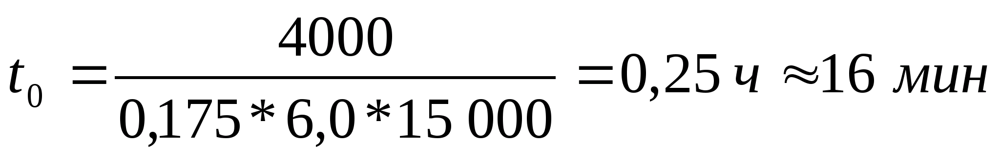 t₀ = 4000 / 0,175 * 6,0 * 15 000 = 0,25 ч ≈ 16 мин